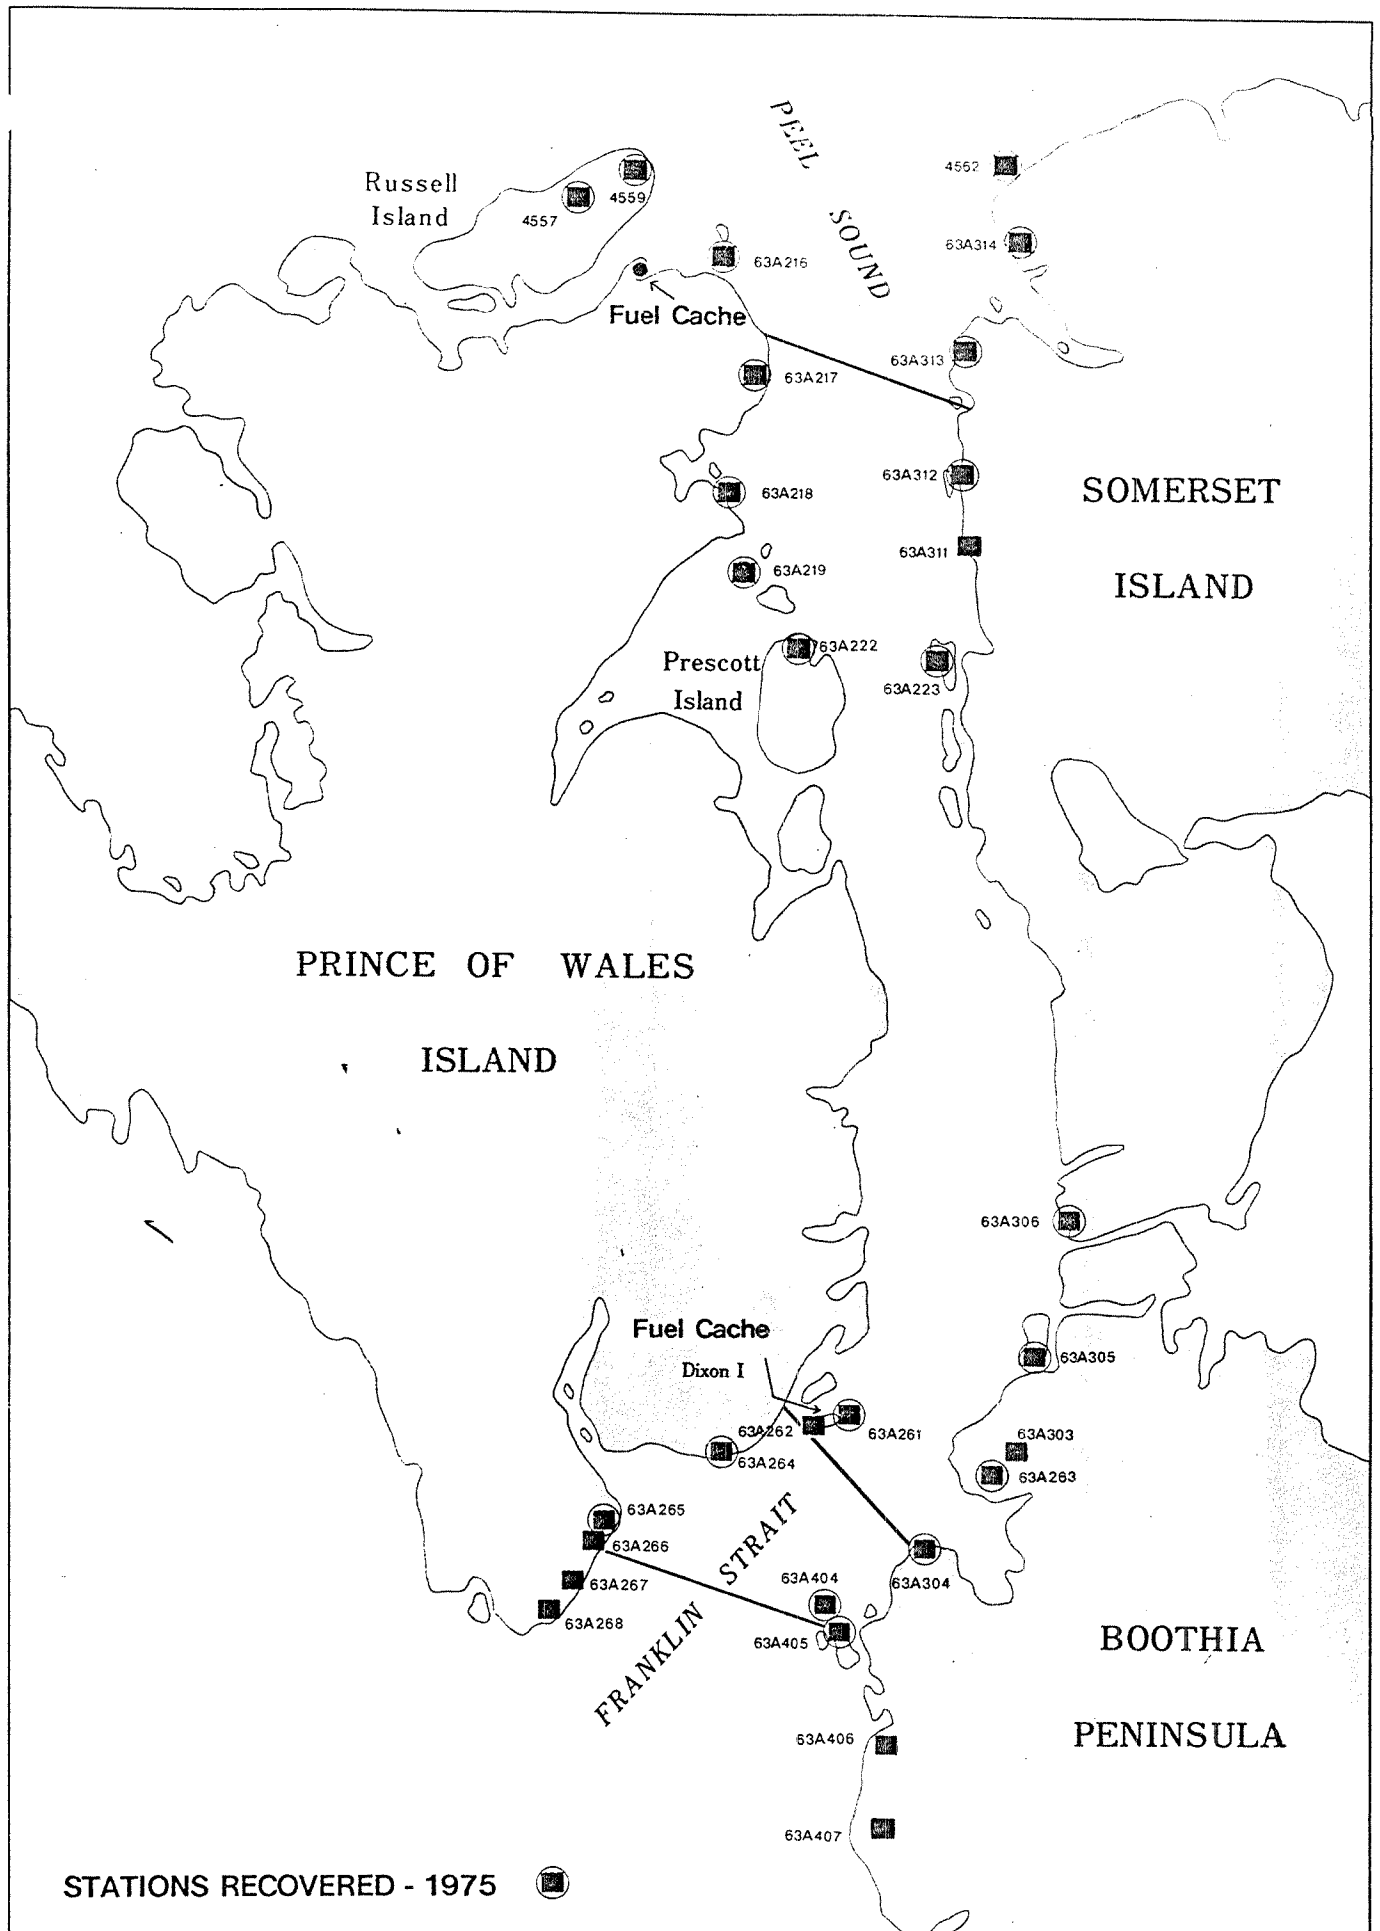 PEEL
SOUND
Russell
Island
4559
4557
4552
63A314
63A216
Fuel Cache
63A313
63A217
63A312
SOMERSET
63A218
63A311
ISLAND
63A219
63A222
Prescott
Island
63A223
PRINCE OF WALES
ISLAND
63A306
Fuel Cache
Dixon I
63A305
63A262
63A261
63A303
63A264
63A263
63A265
63A266
STRAIT
63A267
63A404
63A304
63A268
63A405
FRANKLIN
BOOTHIA
63A406
PENINSULA
63A407
STATIONS RECOVERED - 1975